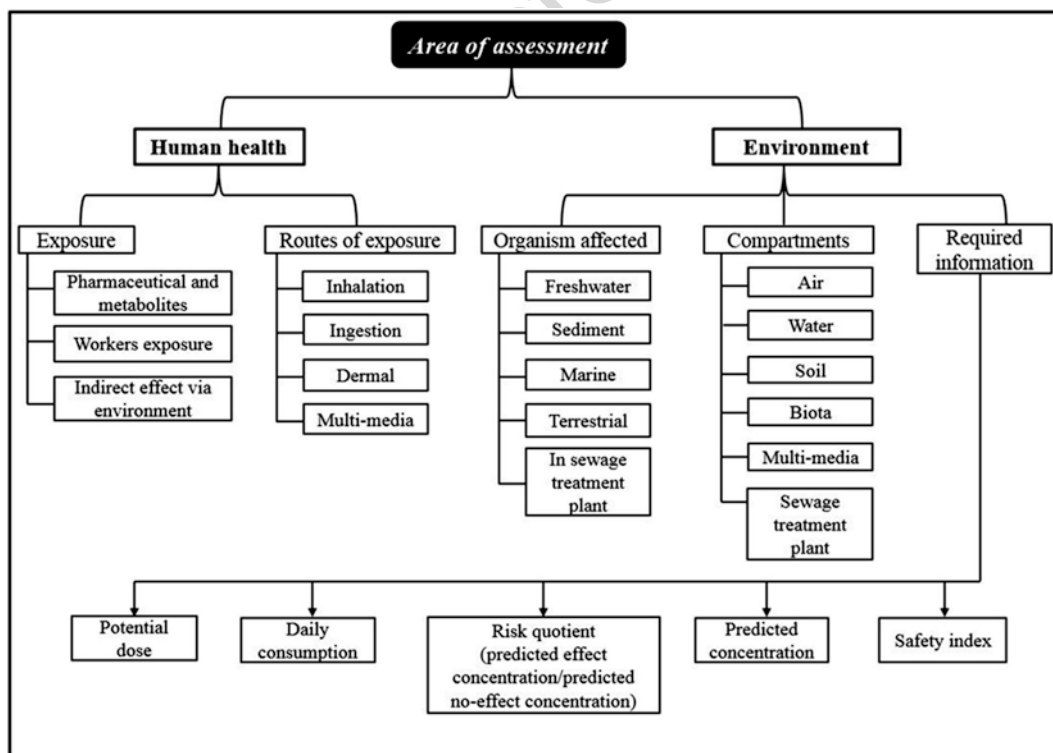 Area of assessment
Human health
Environment
Exposure
Routes of exposure
Organism affected
Compartments
Required
information
Pharmaceutical and
metabolites
Workers exposure
Indirect effect via
environment
Inhalation
Ingestion
Dermal
Multi-media
Freshwater
Sediment
Marine
Terrestrial
In sewage
treatment
plant
Air
Water
Soil
Biota
Multi-media
Sewage
treatment
plant
Potential
dose
Daily
consumption
Risk quotient
(predicted effect
concentration/predicted
no-effect concentration)
Predicted
concentration
Safety index